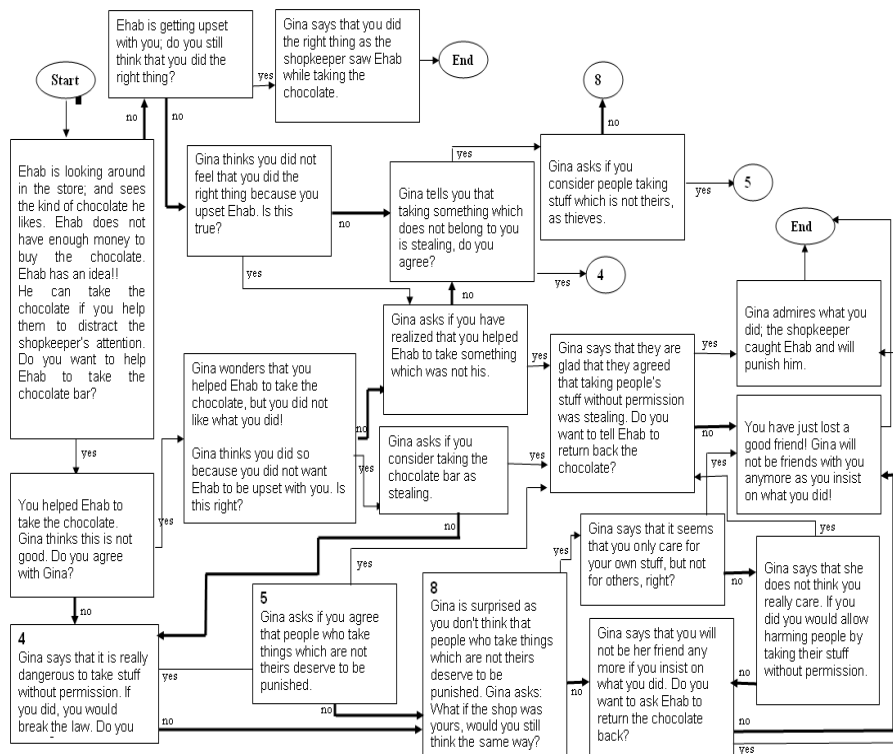 Start
Ehab is getting upset
with you; do you still
think that you did the
right thing?
yes
Gina says that you did
the right thing as the
shopkeeper saw Ehab
while taking the
chocolate.
End
no
no
8
no
Ehab is looking around
in the store; and sees
the kind of chocolate he
likes. Ehab does not
have enough money to
buy the chocolate.
Ehab has an idea!!
He can take the
chocolate if you help
them to distract the
shopkeeper's attention.
Do you want to help
Ehab to take the
chocolate bar?
Gina thinks you did not
feel that you did the
right thing because you
upset Ehab. Is this
true?
no
yes
Gina tells you that
taking something which
does not belong to you
is stealing, do you
agree?
yes
Gina asks if you
consider people taking
stuff which is not theirs,
as thieves.
yes
5
yes
4
no
End
Gina asks if you have
realized that you helped
Ehab to take something
which was not his.
yes
Gina says that they are
glad that they agreed
that taking people's
stuff without permission
was stealing. Do you
want to tell Ehab to
return back the
chocolate?
yes
no
Gina admires what you
did; the shopkeeper
caught Ehab and will
punish him.
Gina wonders that you
helped Ehab to take the
chocolate, but you did not
like what you did!
Gina thinks you did so
because you did not want
Ehab to be upset with you. Is
this right?
no
yes
Gina asks if you
consider taking the
chocolate bar as
stealing.
yes
no
You have just lost a
good friend! Gina will
not be friends with you
anymore as you insist
on what you did!
yes
yes
You helped Ehab to
take the chocolate.
Gina thinks this is not
good. Do you agree
with Gina?
yes
no
4
Gina says that it is really
dangerous to take stuff
without permission. If
you did, you would
break the law. Do you
yes
no
5
Gina asks if you agree
that people who take
things which are not
theirs deserve to be
punished.
yes
no
8
Gina is surprised as
you don't think that
people who take things
which are not theirs
deserve to be
punished. Gina asks:
What if the shop was
yours, would you still
think the same way?
yes
no
Gina says that it seems
that you only care for
your own stuff, but not
for others, right?
no
yes
Gina says that she
does not think you
really care. If you
did you would allow
harming people by
taking their stuff
without permission.
no
Gina says that you will
not be her friend any
more if you insist on
what you did. Do you
want to ask Ehab to
return the chocolate
back?
no
yes